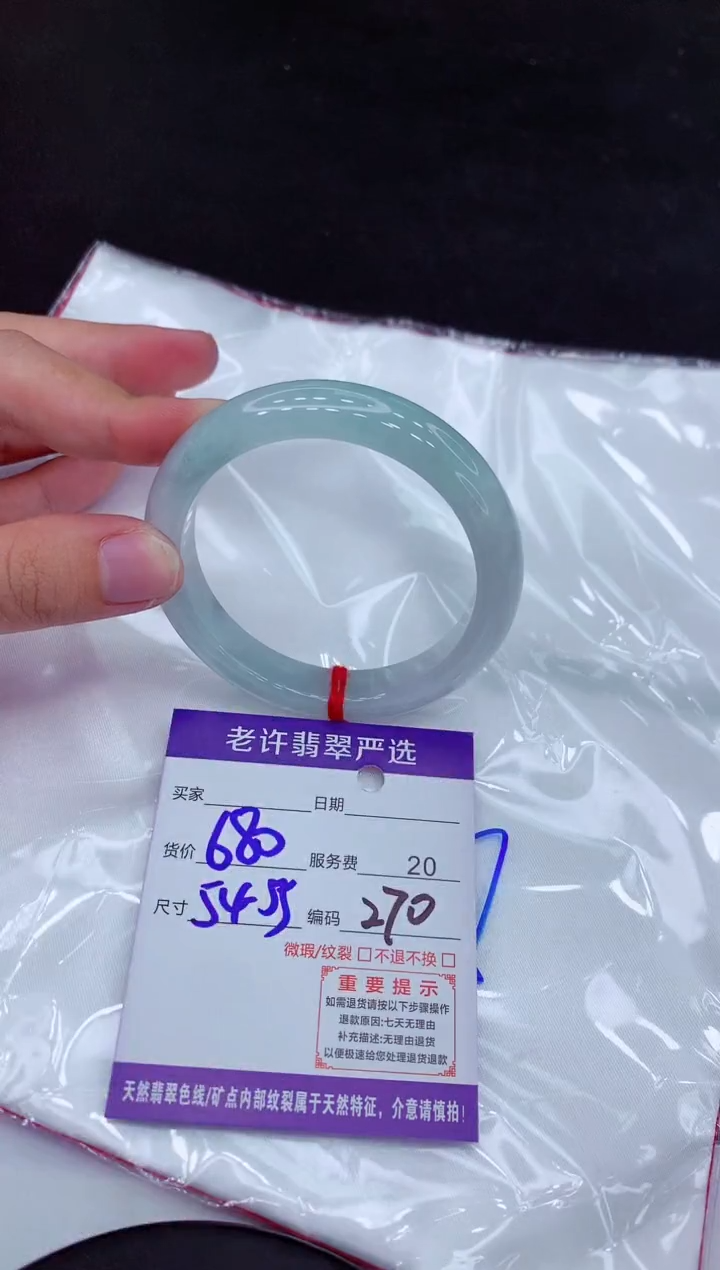 老许翡翠严选
买家 日期
货价 680 服务费 20
尺寸 54 55 编码 270
微瑕/纹裂 □ 不退不换 □
重要提示
如需退货请按以下步骤操作
退款原因:七天无理由
补充描述:无理由退货
以便极速给您处理退货退款
天然翡翠色线/矿点内部纹裂属于天然特征，介意请慎拍!